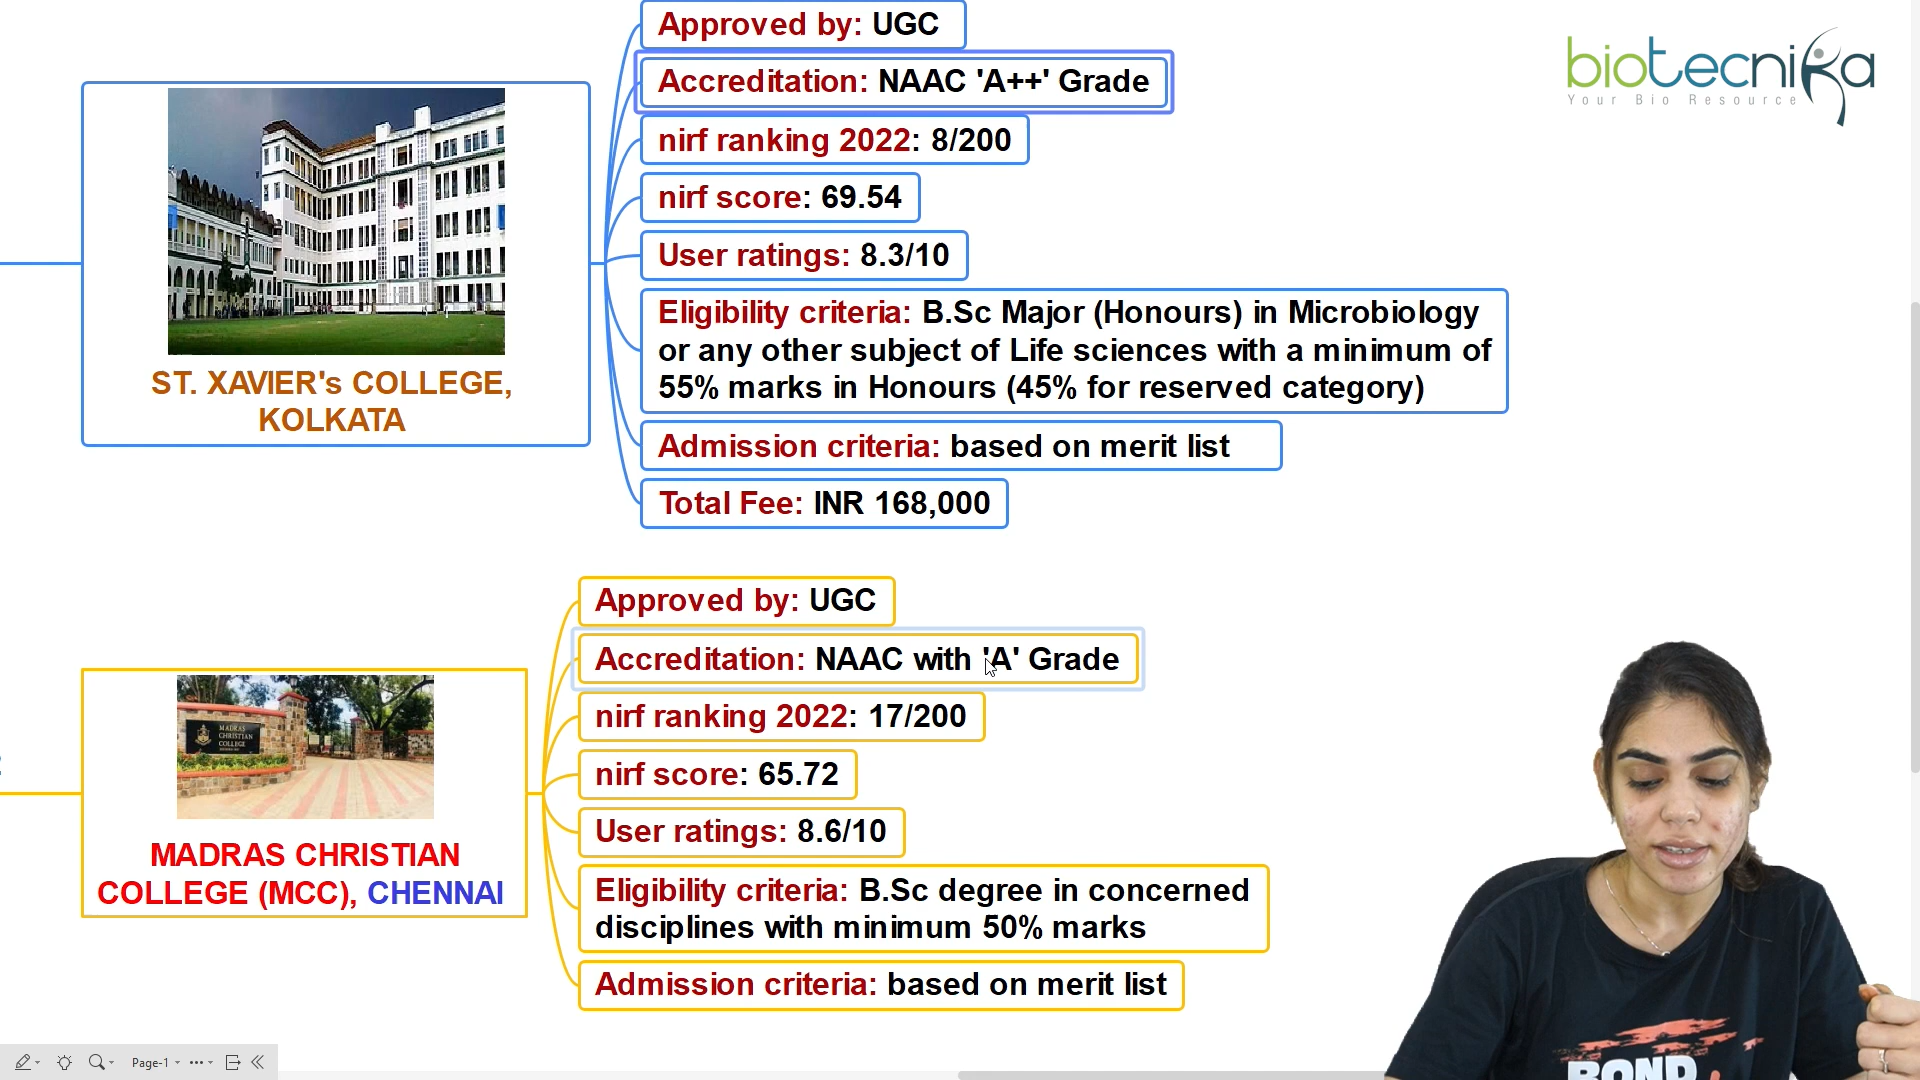 Approved by: UGC
Accreditation: NAAC 'A++' Grade
nirf ranking 2022: 8/200
nirf score: 69.54
User ratings: 8.3/10
Eligibility criteria: B.Sc Major (Honours) in Microbiology
or any other subject of Life sciences with a minimum of
55% marks in Honours (45% for reserved category)
Admission criteria: based on merit list
Total Fee: INR 168,000
ST. XAVIER's COLLEGE,
KOLKATA
biotecnika
Your Bio Resource
Approved by: UGC
Accreditation: NAAC with 'A' Grade
nirf ranking 2022: 17/200
nirf score: 65.72
User ratings: 8.6/10
Eligibility criteria: B.Sc degree in concerned
disciplines with minimum 50% marks
Admission criteria: based on merit list
MADRAS
CHRISTIAN
COLLEGE
MADRAS CHRISTIAN
COLLEGE (MCC), CHENNAI
Page-1
BOND